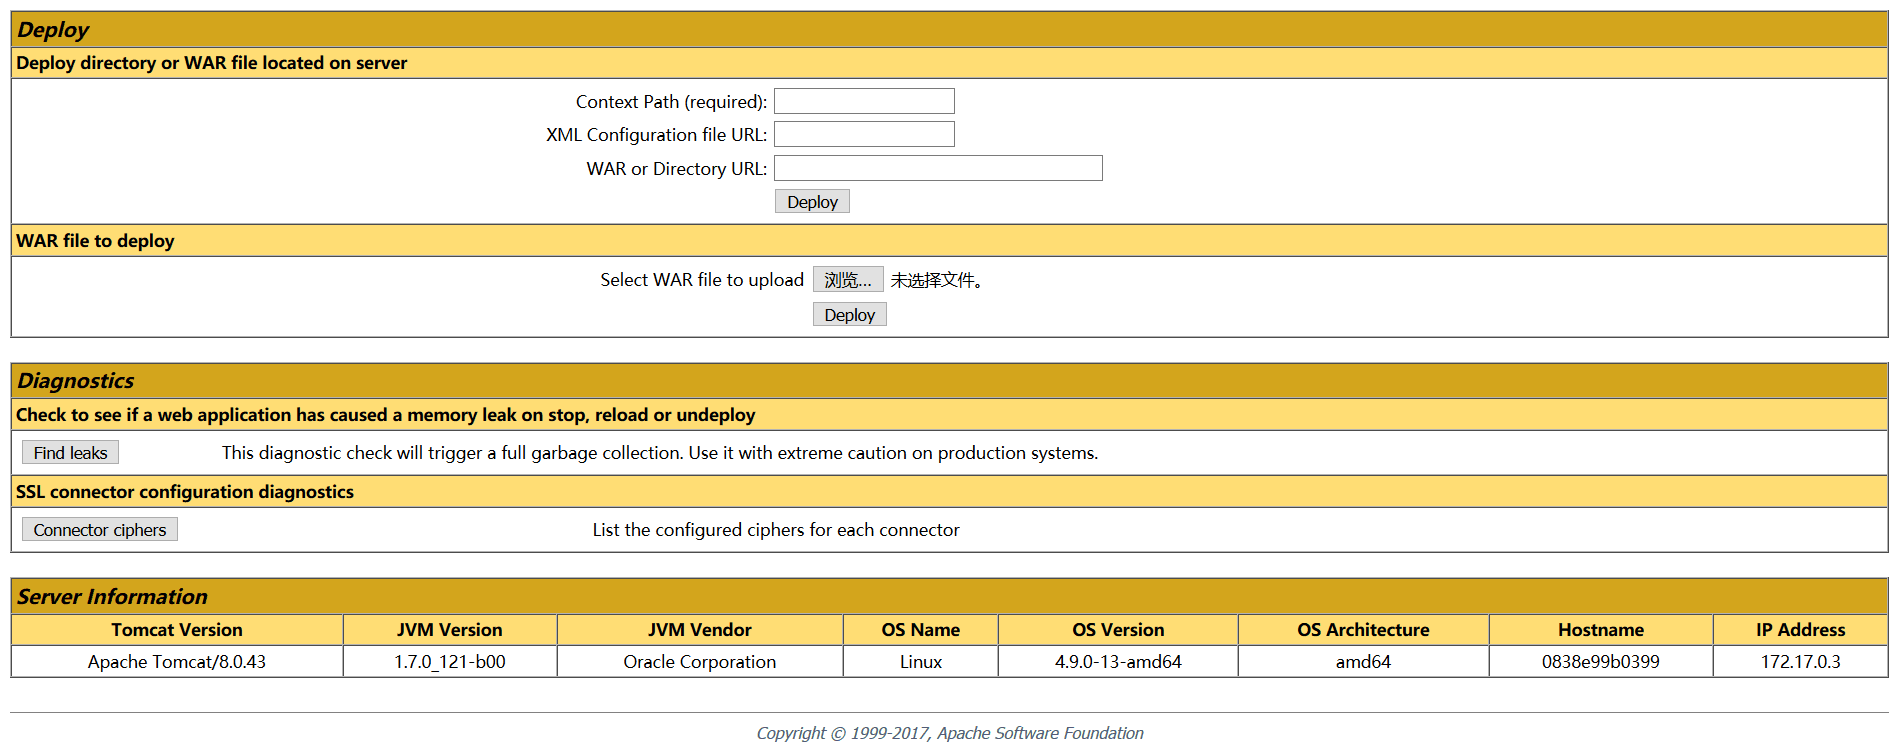 Deploy
Deploy directory or WAR file located on server
Context Path (required):
XML Configuration file URL:
WAR or Directory URL:
Deploy
WAR file to deploy
Select WAR file to upload 浏览... 未选择文件。
Deploy
Diagnostics
Check to see if a web application has caused a memory leak on stop, reload or undeploy
Find leaks This diagnostic check will trigger a full garbage collection. Use it with extreme caution on production systems.
SSL connector configuration diagnostics
Connector ciphers List the configured ciphers for each connector
Server Information
Tomcat Version JVM Version JVM Vendor OS Name OS Version OS Architecture Hostname IP Address
Apache Tomcat/8.0.43 1.7.0_121-b00 Oracle Corporation Linux 4.9.0-13-amd64 amd64 0838e99b0399 172.17.0.3
Copyright © 1999-2017, Apache Software Foundation